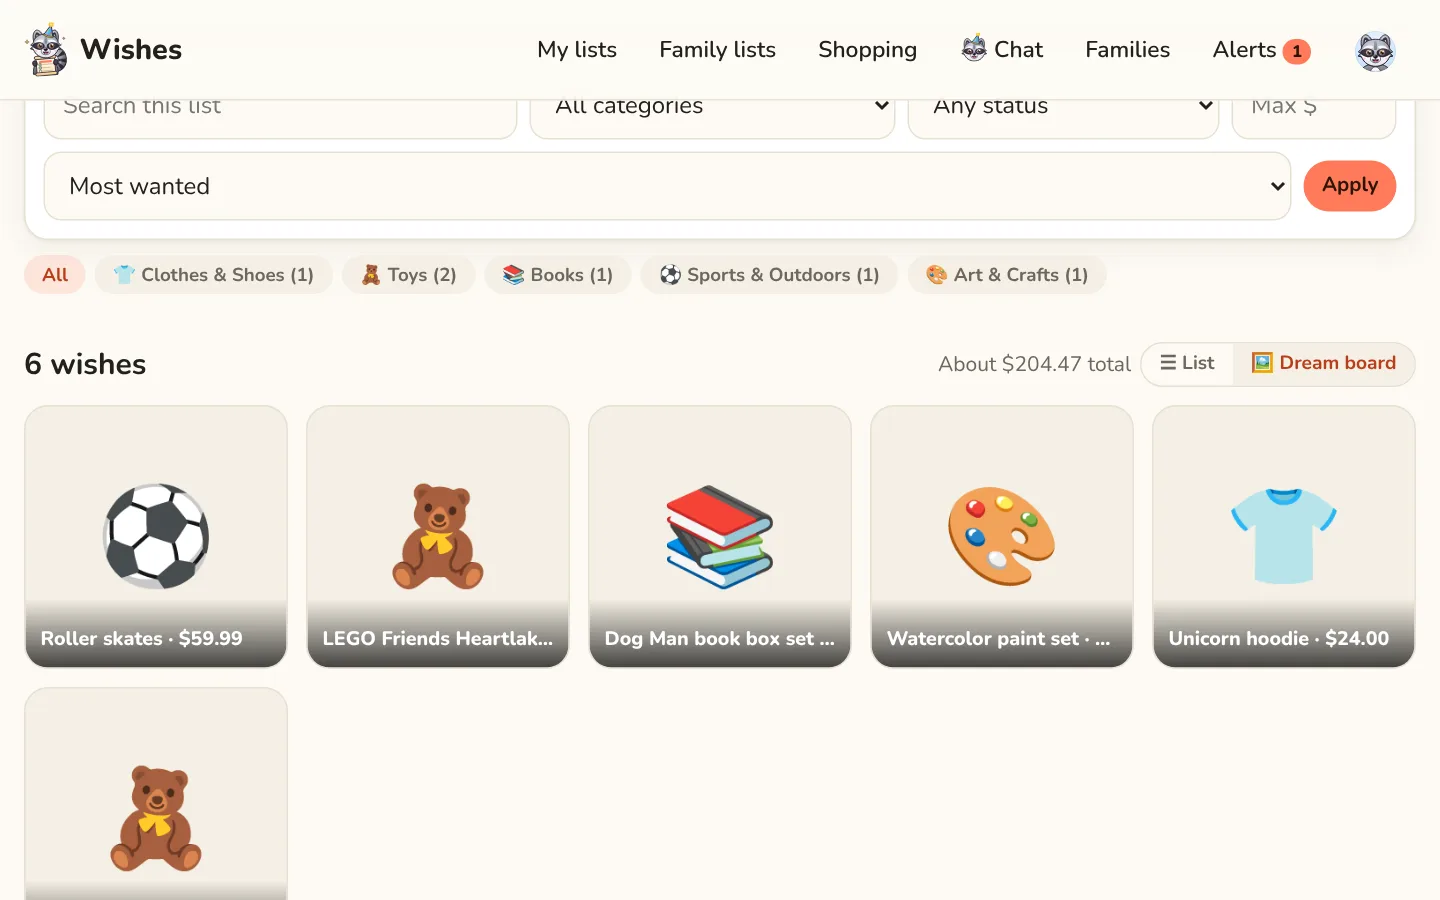 Wishes
My lists
Family lists
Shopping
Chat
Families
Alerts 1
Search this list
All categories
Any status
Max $
Most wanted
Apply
All
Clothes & Shoes (1)
Toys (2)
Books (1)
Sports & Outdoors (1)
Art & Crafts (1)
6 wishes
About $204.47 total
List
Dream board
Roller skates · $59.99
LEGO Friends Heartlak...
Dog Man book box set ...
Watercolor paint set · ...
Unicorn hoodie · $24.00